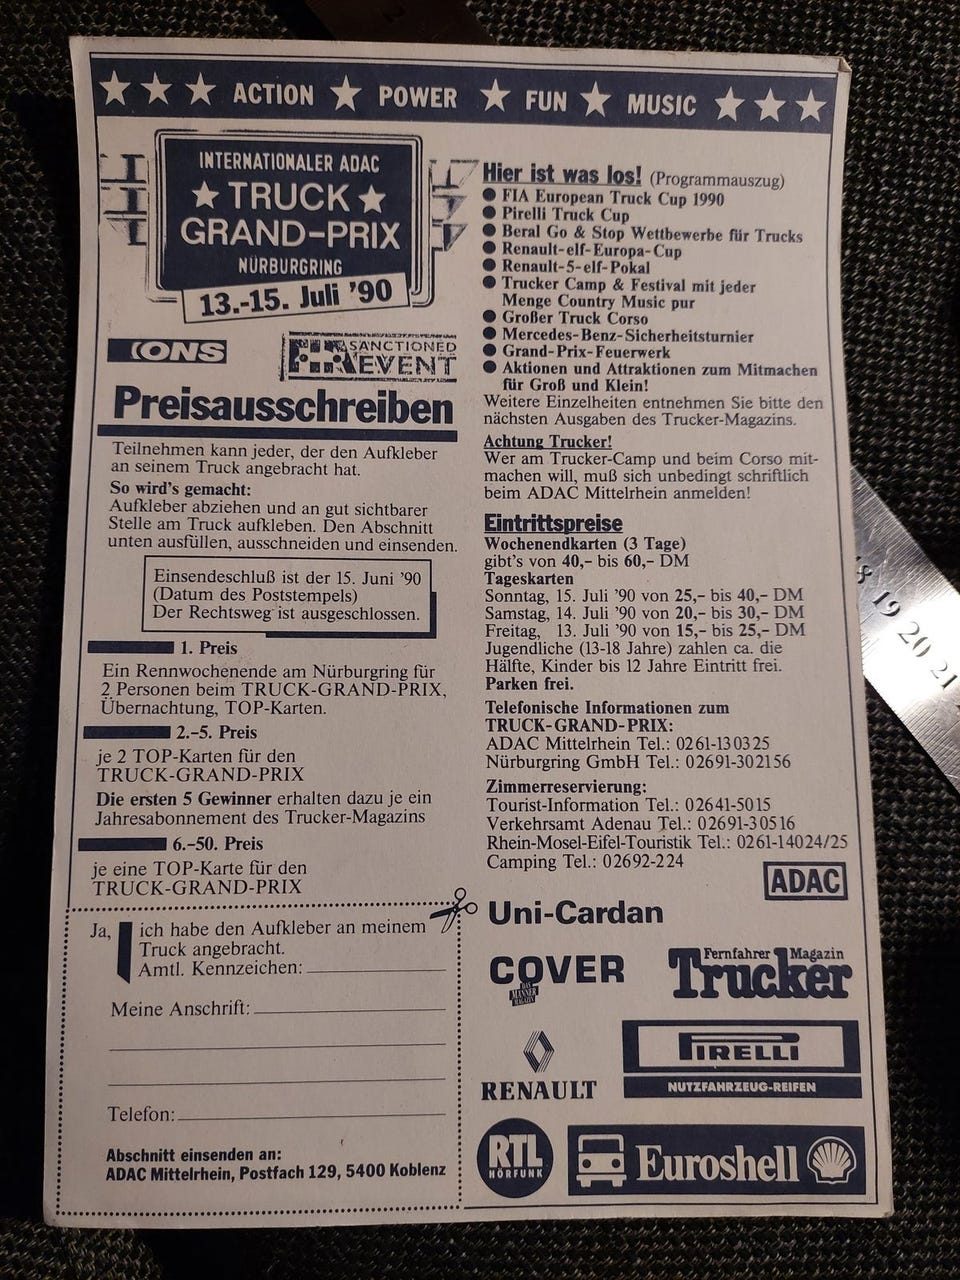 ACTION POWER FUN MUSIC
INTERNATIONALER ADAC
TRUCK
GRAND-PRIX
NÜRBURGRING
13.-15. Juli '90
IONS
SANCTIONED
EVENT
Preisausschreiben
Teilnehmen kann jeder, der den Aufkleber
an seinem Truck angebracht hat.
So wird's gemacht:
Aufkleber abziehen und an gut sichtbarer
Stelle am Truck aufkleben. Den Abschnitt
unten ausfüllen, ausschneiden und einsenden.
Einsendeschluß ist der 15. Juni '90
(Datum des Poststempels)
Der Rechtsweg ist ausgeschlossen.
1. Preis
Ein Rennwochenende am Nürburgring für
2 Personen beim TRUCK-GRAND-PRIX,
Übernachtung, TOP-Karten.
2.-5. Preis
je 2 TOP-Karten für den
TRUCK-GRAND-PRIX
Die ersten 5 Gewinner erhalten dazu je ein
Jahresabonnement des Trucker-Magazins
6.-50. Preis
je eine TOP-Karte für den
TRUCK-GRAND-PRIX
Ja, ich habe den Aufkleber an meinem
Truck angebracht.
Amtl. Kennzeichen:
Meine Anschrift:
Telefon:
Abschnitt einsenden an:
ADAC Mittelrhein, Postfach 129, 5400 Koblenz
Hier ist was los! (Programmauszug)
● FIA European Truck Cup 1990
● Pirelli Truck Cup
● Beral Go & Stop Wettbewerbe für Trucks
● Renault-elf-Europa-Cup
● Renault-5-elf-Pokal
● Trucker Camp & Festival mit jeder
Menge Country Music pur
● Großer Truck Corso
● Mercedes-Benz-Sicherheitsturnier
● Grand-Prix-Feuerwerk
● Aktionen und Attraktionen zum Mitmachen
für Groß und Klein!
Weitere Einzelheiten entnehmen Sie bitte den
nächsten Ausgaben des Trucker-Magazins.
Achtung Trucker!
Wer am Trucker-Camp und beim Corso mit-
machen will, muß sich unbedingt schriftlich
beim ADAC Mittelrhein anmelden!
Eintrittspreise
Wochenendkarten (3 Tage)
gibt's von 40,- bis 60,- DM
Tageskarten
Sonntag, 15. Juli '90 von 25,- bis 40,- DM
Samstag, 14. Juli '90 von 20,- bis 30,- DM
Freitag, 13. Juli '90 von 15,- bis 25,- DM
Jugendliche (13-18 Jahre) zahlen ca. die
Hälfte, Kinder bis 12 Jahre Eintritt frei.
Parken frei.
Telefonische Informationen zum
TRUCK-GRAND-PRIX:
ADAC Mittelrhein Tel.: 0261-130325
Nürburgring GmbH Tel.: 02691-302156
Zimmerreservierung:
Tourist-Information Tel.: 02641-5015
Verkehrsamt Adenau Tel.: 02691-30516
Rhein-Mosel-Eifel-Touristik Tel.: 0261-14024/25
Camping Tel.: 02692-224
ADAC
Uni-Cardan
COVER
DAS
MÄNNER
MAGAZIN
Fernfahrer Magazin
Trucker
RENAULT
PIRELLI
NUTZFAHRZEUG-REIFEN
RTL
HÖRFUNK
Euroshell
2
18 19 20 21